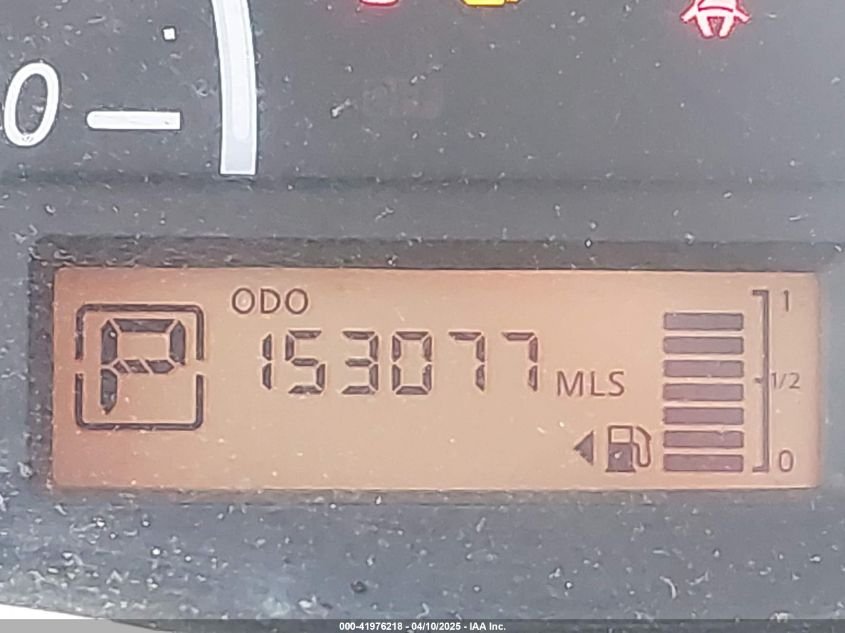 0
ODO
P
153077 MLS
1
1/2
0
000-41976218 - 04/10/2025 - IAA Inc.